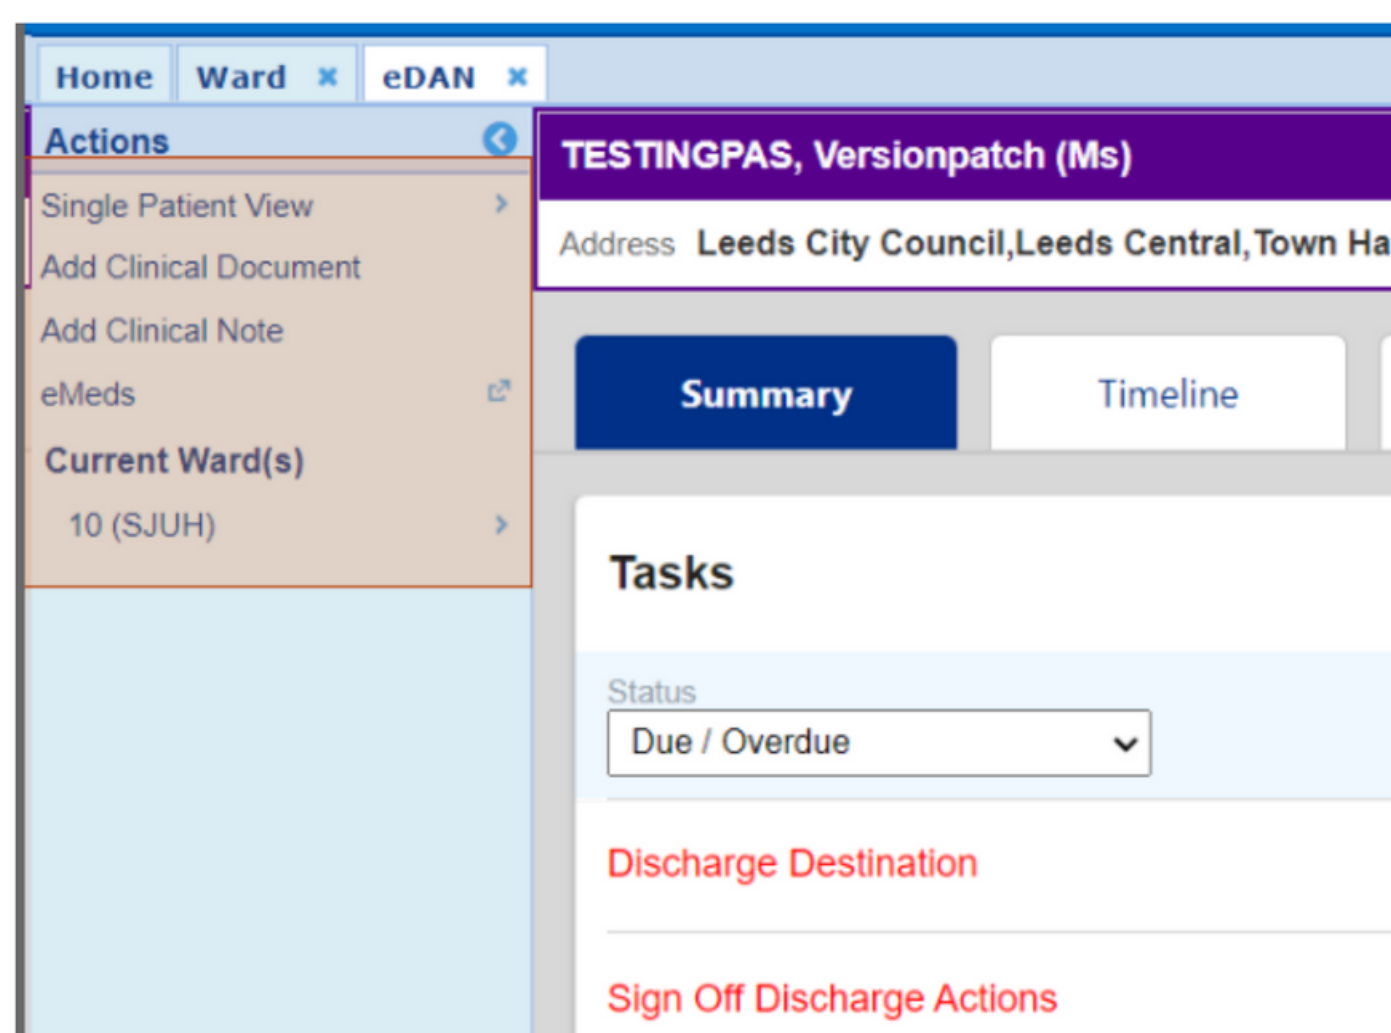 Home Ward eDAN
Actions
Single Patient View
Add Clinical Document
Add Clinical Note
eMeds
Current Ward(s)
10 (SJUH)
TESTINGPAS, Versionpatch (Ms)
Address Leeds City Council,Leeds Central,Town Ha
Summary Timeline
Tasks
Status
Due / Overdue
Discharge Destination
Sign Off Discharge Actions